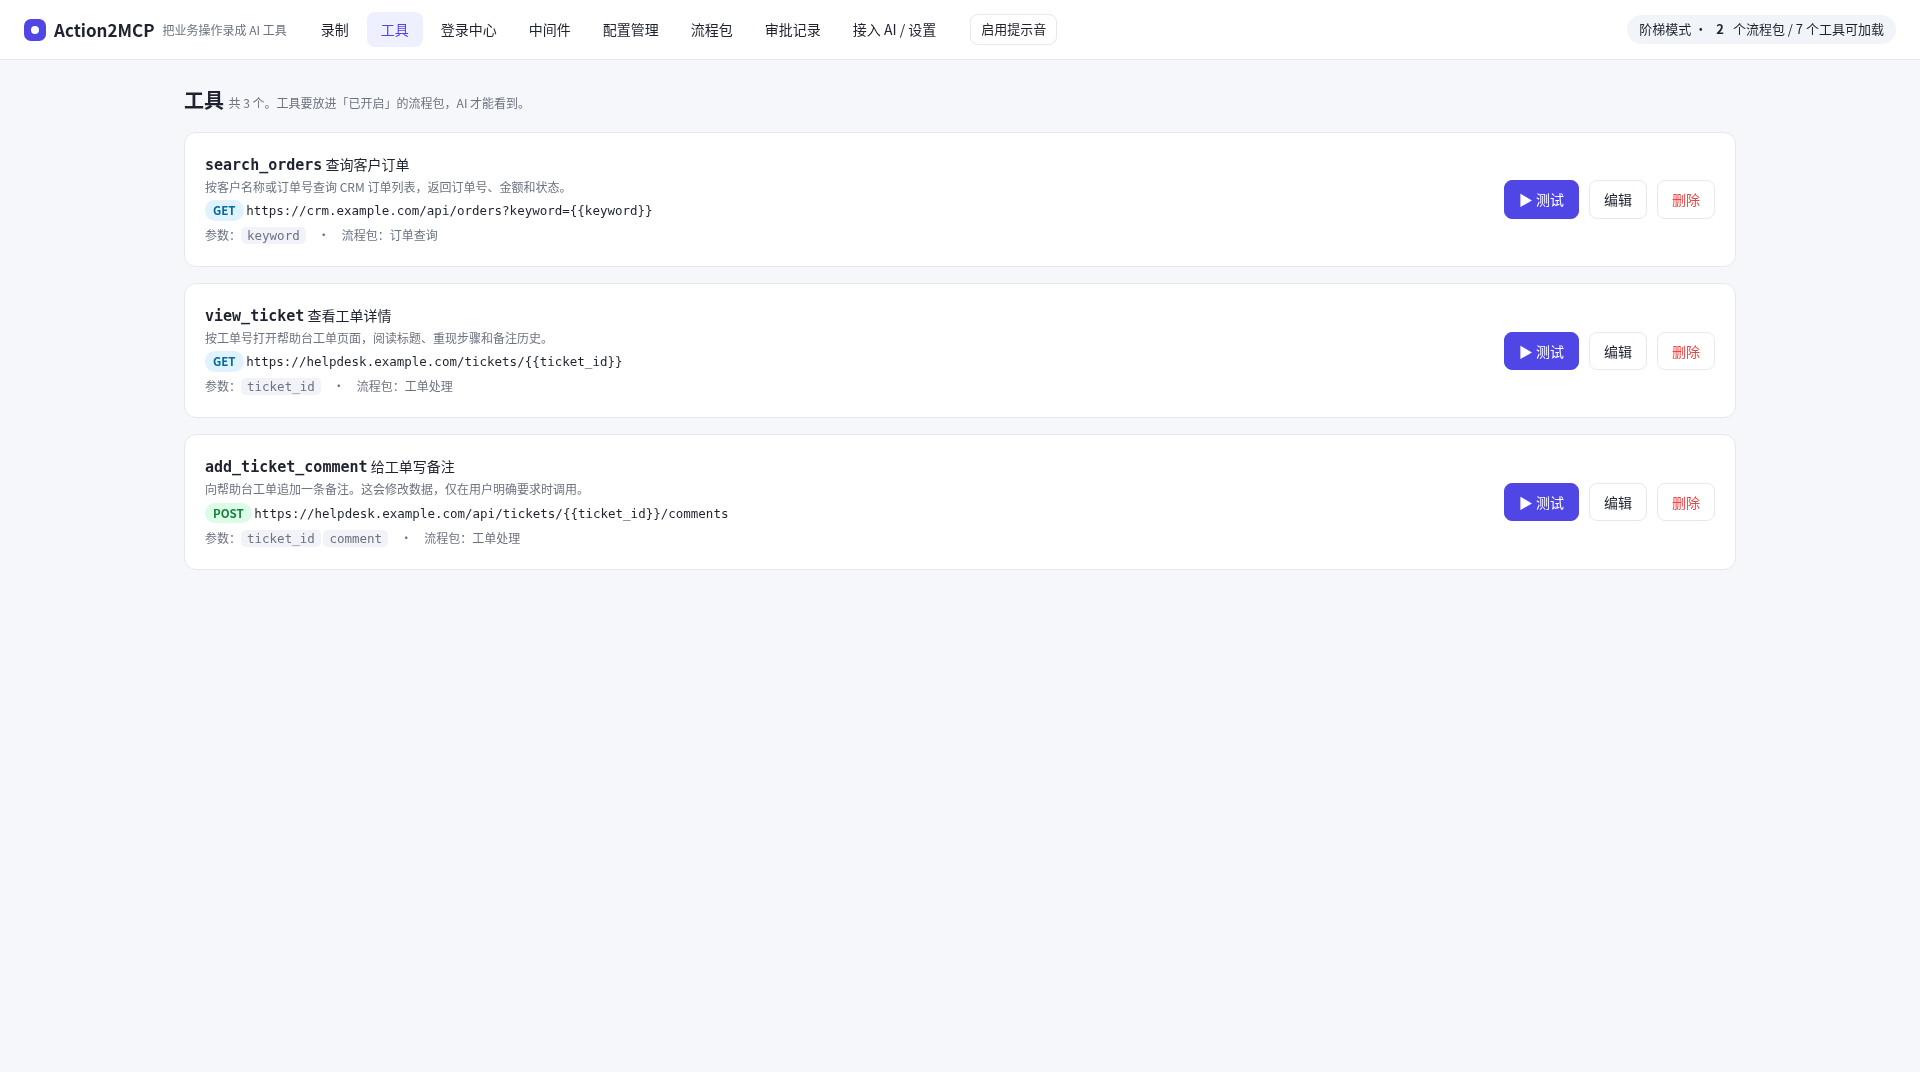 Action2MCP 把业务操作录成 AI 工具 录制 工具 登录中心 中间件 配置管理 流程包 审批记录 接入 AI / 设置 启用提示音 阶梯模式 · 2 个流程包 / 7 个工具可加载
工具 共 3 个。工具要放进「已开启」的流程包，AI 才能看到。
search_orders 查询客户订单
按客户名称或订单号查询 CRM 订单列表，返回订单号、金额和状态。
GET https://crm.example.com/api/orders?keyword={{keyword}}
参数： keyword · 流程包：订单查询
▶ 测试 编辑 删除
view_ticket 查看工单详情
按工单号打开帮助台工单页面，阅读标题、重现步骤和备注历史。
GET https://helpdesk.example.com/tickets/{{ticket_id}}
参数： ticket_id · 流程包：工单处理
▶ 测试 编辑 删除
add_ticket_comment 给工单写备注
向帮助台工单追加一条备注。这会修改数据，仅在用户明确要求时调用。
POST https://helpdesk.example.com/api/tickets/{{ticket_id}}/comments
参数： ticket_id comment · 流程包：工单处理
▶ 测试 编辑 删除